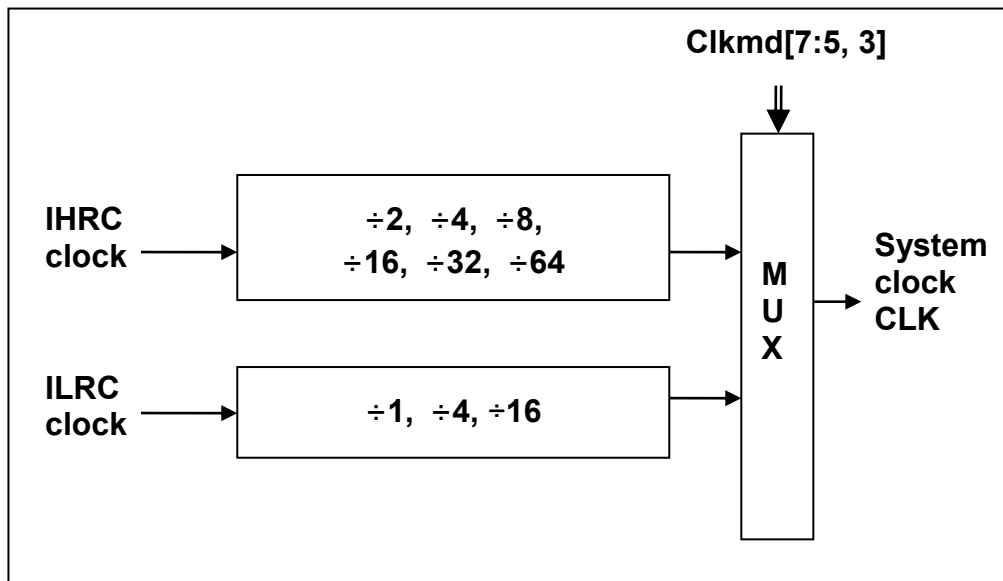 Clkmd[7:5, 3]
IHRC
clock
÷2, ÷4, ÷8,
÷16, ÷32, ÷64
M
U
X
System
clock
CLK
ILRC
clock
÷1, ÷4, ÷16